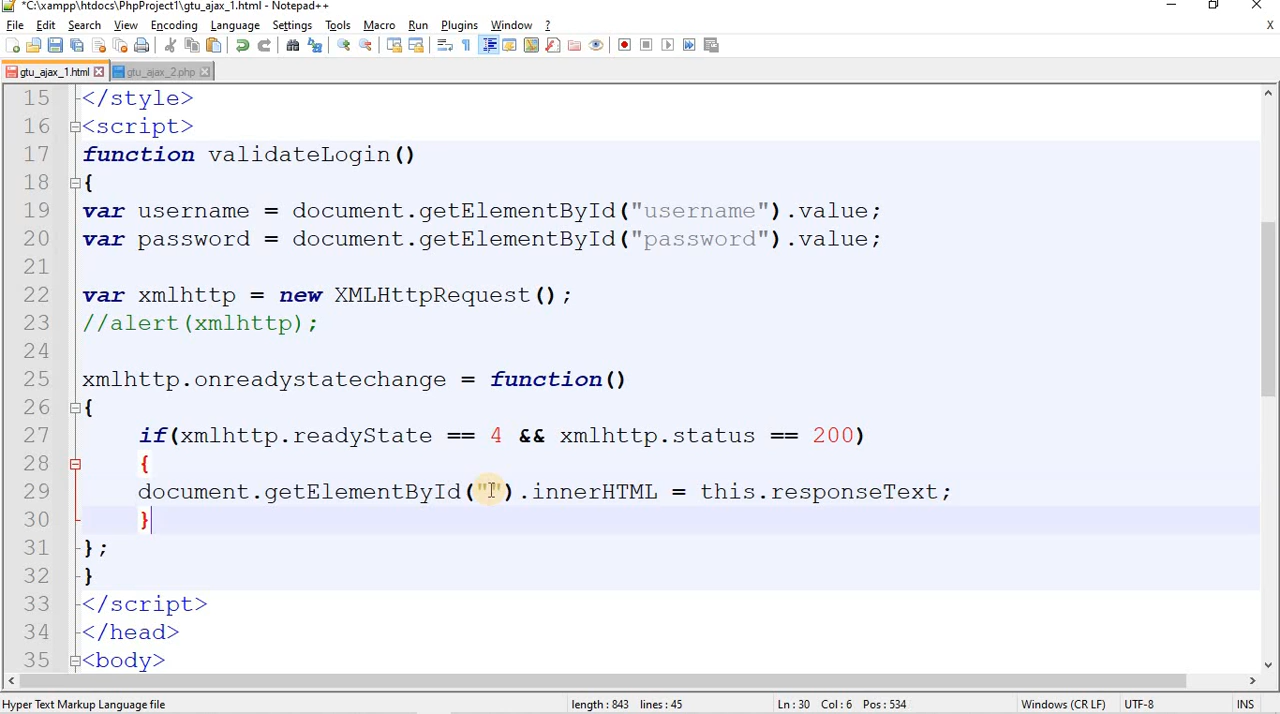 *C:\xampp\htdocs\PhpProject1\gtu_ajax_1.html - Notepad++
File Edit Search View Encoding Language Settings Tools Macro Run Plugins Window ? X
gtu_ajax_1.html gtu_ajax_2.php
15 </style>
16 <script>
17 function validateLogin()
18 {
19 var username = document.getElementById("username").value;
20 var password = document.getElementById("password").value;
21
22 var xmlhttp = new XMLHttpRequest();
23 //alert(xmlhttp);
24
25 xmlhttp.onreadystatechange = function()
26 {
27 if(xmlhttp.readyState == 4 && xmlhttp.status == 200)
28 {
29 document.getElementById("").innerHTML = this.responseText;
30 }
31 };
32 }
33 </script>
34 </head>
35 <body>
Hyper Text Markup Language file length : 843 lines : 45 Ln : 30 Col : 6 Pos : 534 Windows (CR LF) UTF-8 INS